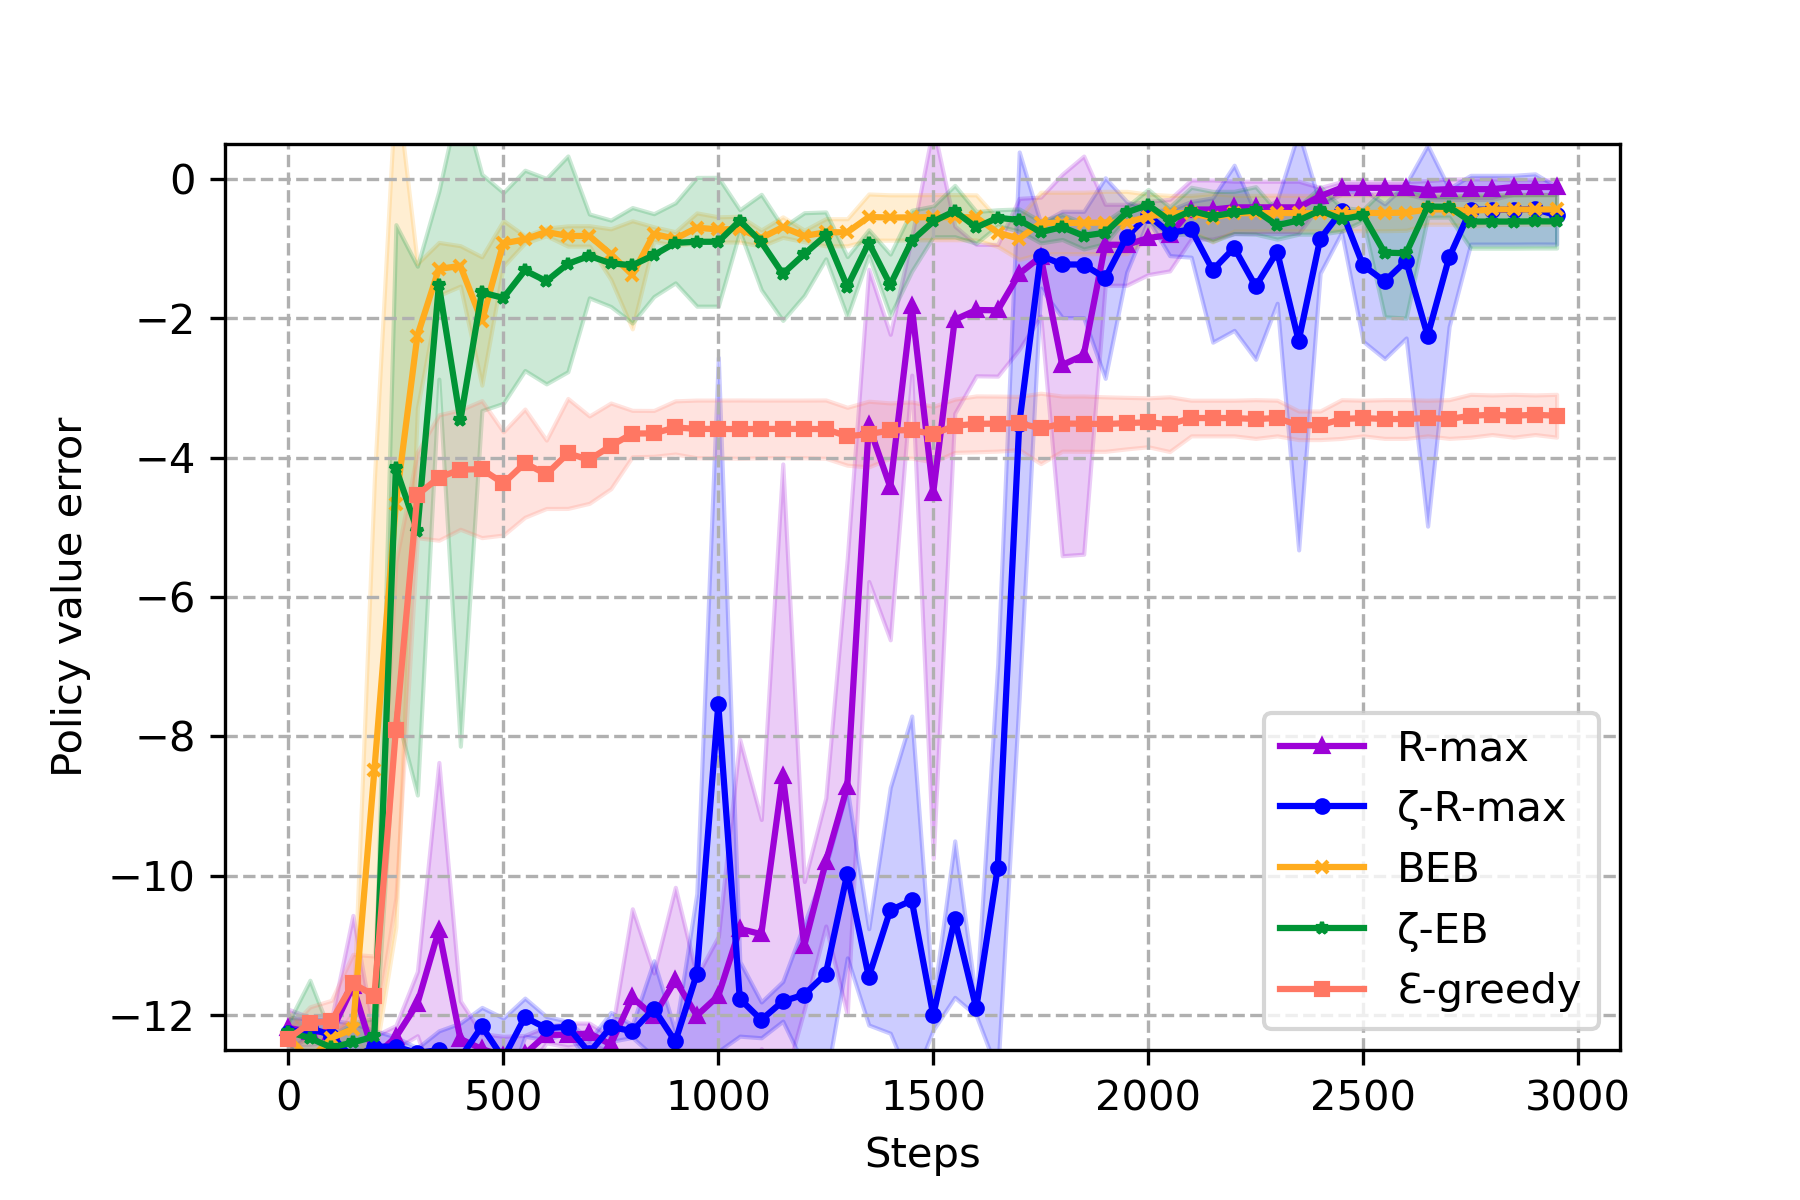 0
−2
−4
−6
−8
−10
−12
Policy value error
0 500 1000 1500 2000 2500 3000
Steps
R-max
ζ-R-max
BEB
ζ-EB
Ɛ-greedy